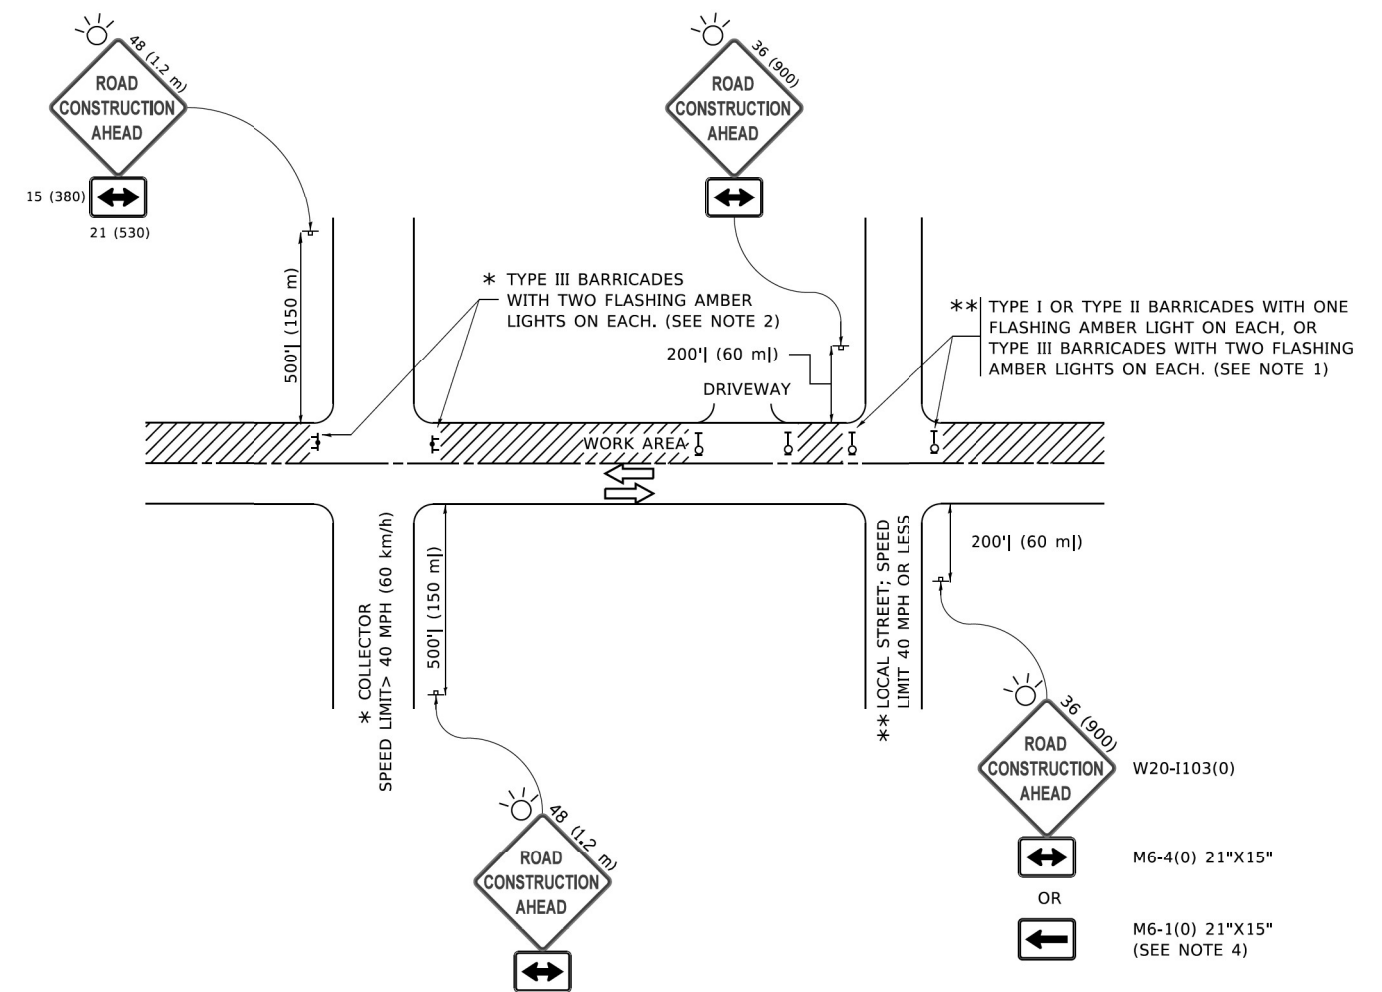 48 (1.2 m)
ROAD
CONSTRUCTION
AHEAD
15 (380)
21 (530)
36 (900)
ROAD
CONSTRUCTION
AHEAD
500'| (150 m)
* TYPE III BARRICADES
WITH TWO FLASHING AMBER
LIGHTS ON EACH. (SEE NOTE 2)
200'| (60 m|)
DRIVEWAY
** TYPE I OR TYPE II BARRICADES WITH ONE
FLASHING AMBER LIGHT ON EACH, OR
TYPE III BARRICADES WITH TWO FLASHING
AMBER LIGHTS ON EACH. (SEE NOTE 1)
WORK AREA
* COLLECTOR
SPEED LIMIT> 40 MPH (60 km/h)
500'| (150 m|)
** LOCAL STREET; SPEED
LIMIT 40 MPH OR LESS
200'| (60 m|)
48 (1.2 m)
ROAD
CONSTRUCTION
AHEAD
36 (900)
ROAD
CONSTRUCTION
AHEAD
W20-I103(0)
M6-4(0) 21"X15"
OR
M6-1(0) 21"X15"
(SEE NOTE 4)